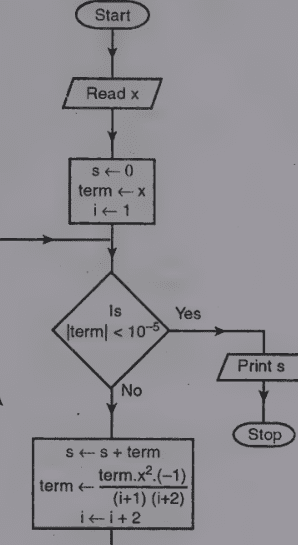 Start
Read x
s ← 0
term ← x
i ← 1
Is
|term| < 10⁻⁵
Yes
Print s
Stop
No
s ← s + term
term ← term.x².(-1) / (i+1) (i+2)
i ← i + 2